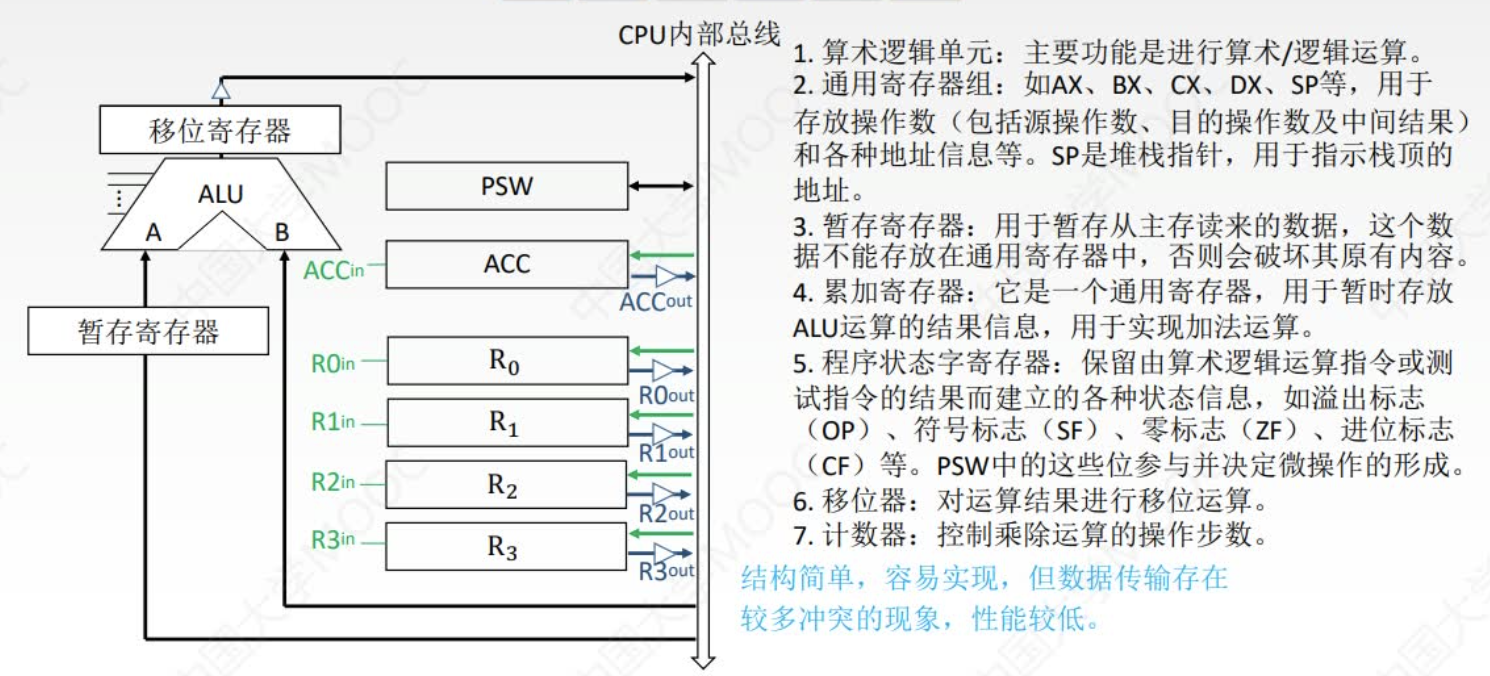 CPU内部总线
移位寄存器
ALU
A
B
暂存寄存器
PSW
ACCin
ACC
ACCout
R0in
R0
R0out
R1in
R1
R1out
R2in
R2
R2out
R3in
R3
R3out
1. 算术逻辑单元：主要功能是进行算术/逻辑运算。
2. 通用寄存器组：如AX、BX、CX、DX、SP等，用于
存放操作数（包括源操作数、目的操作数及中间结果）
和各种地址信息等。SP是堆栈指针，用于指示栈顶的
地址。
3. 暂存寄存器：用于暂存从主存读来的数据，这个数
据不能存放在通用寄存器中，否则会破坏其原有内容。
4. 累加寄存器：它是一个通用寄存器，用于暂时存放
ALU运算的结果信息，用于实现加法运算。
5. 程序状态字寄存器：保留由算术逻辑运算指令或测
试指令的结果而建立的各种状态信息，如溢出标志
（OP）、符号标志（SF）、零标志（ZF）、进位标志
（CF）等。PSW中的这些位参与并决定微操作的形成。
6. 移位器：对运算结果进行移位运算。
7. 计数器：控制乘除运算的操作步数。
结构简单，容易实现，但数据传输存在
较多冲突的现象，性能较低。
中国大学MOOC